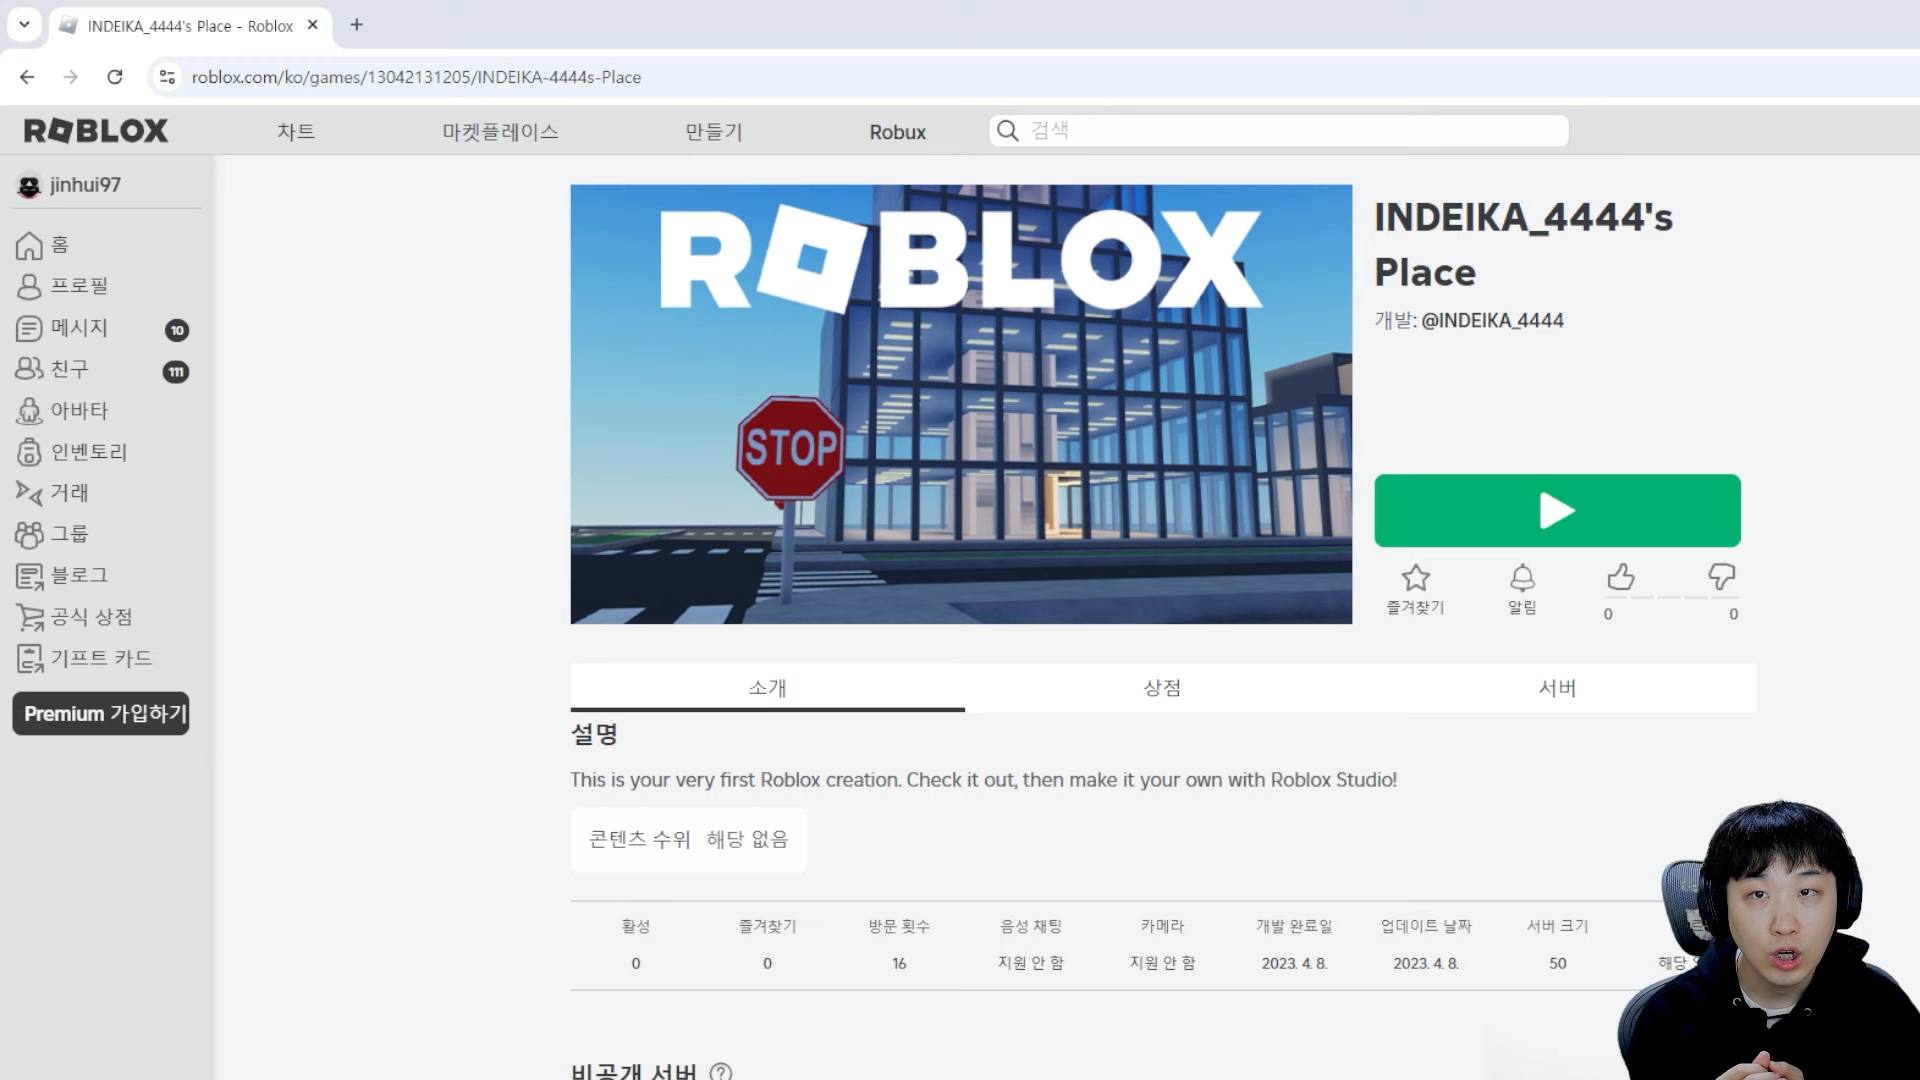 INDEIKA_4444's Place - Roblox
roblox.com/ko/games/13042131205/INDEIKA-4444s-Place
ROBLOX
차트
마켓플레이스
만들기
Robux
검색
jinhui97
홈
프로필
메시지 10
친구 111
아바타
인벤토리
거래
그룹
블로그
공식 상점
기프트 카드
Premium 가입하기
ROBLOX
STOP
INDEIKA_4444's
Place
개발: @INDEIKA_4444
즐겨찾기
알림
0
0
소개
상점
서버
설명
This is your very first Roblox creation. Check it out, then make it your own with Roblox Studio!
콘텐츠 수위 해당 없음
활성 즐겨찾기 방문 횟수 음성 채팅 카메라 개발 완료일 업데이트 날짜 서버 크기
0 0 16 지원 안 함 지원 안 함 2023. 4. 8. 2023. 4. 8. 50 해당
비공개 서버